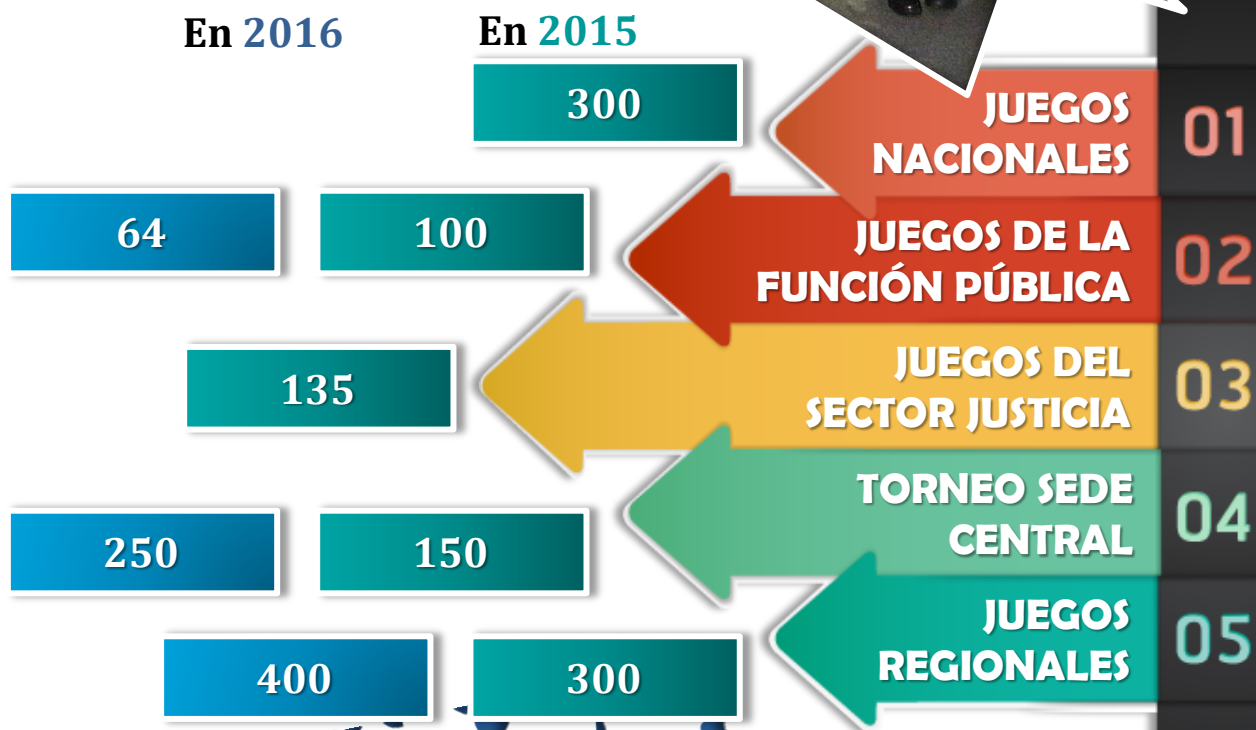 En 2016 En 2015
300
JUEGOS
NACIONALES
01
64
100
JUEGOS DE LA
FUNCIÓN PÚBLICA
02
135
JUEGOS DEL
SECTOR JUSTICIA
03
250
150
TORNEO SEDE
CENTRAL
04
400
300
JUEGOS
REGIONALES
05